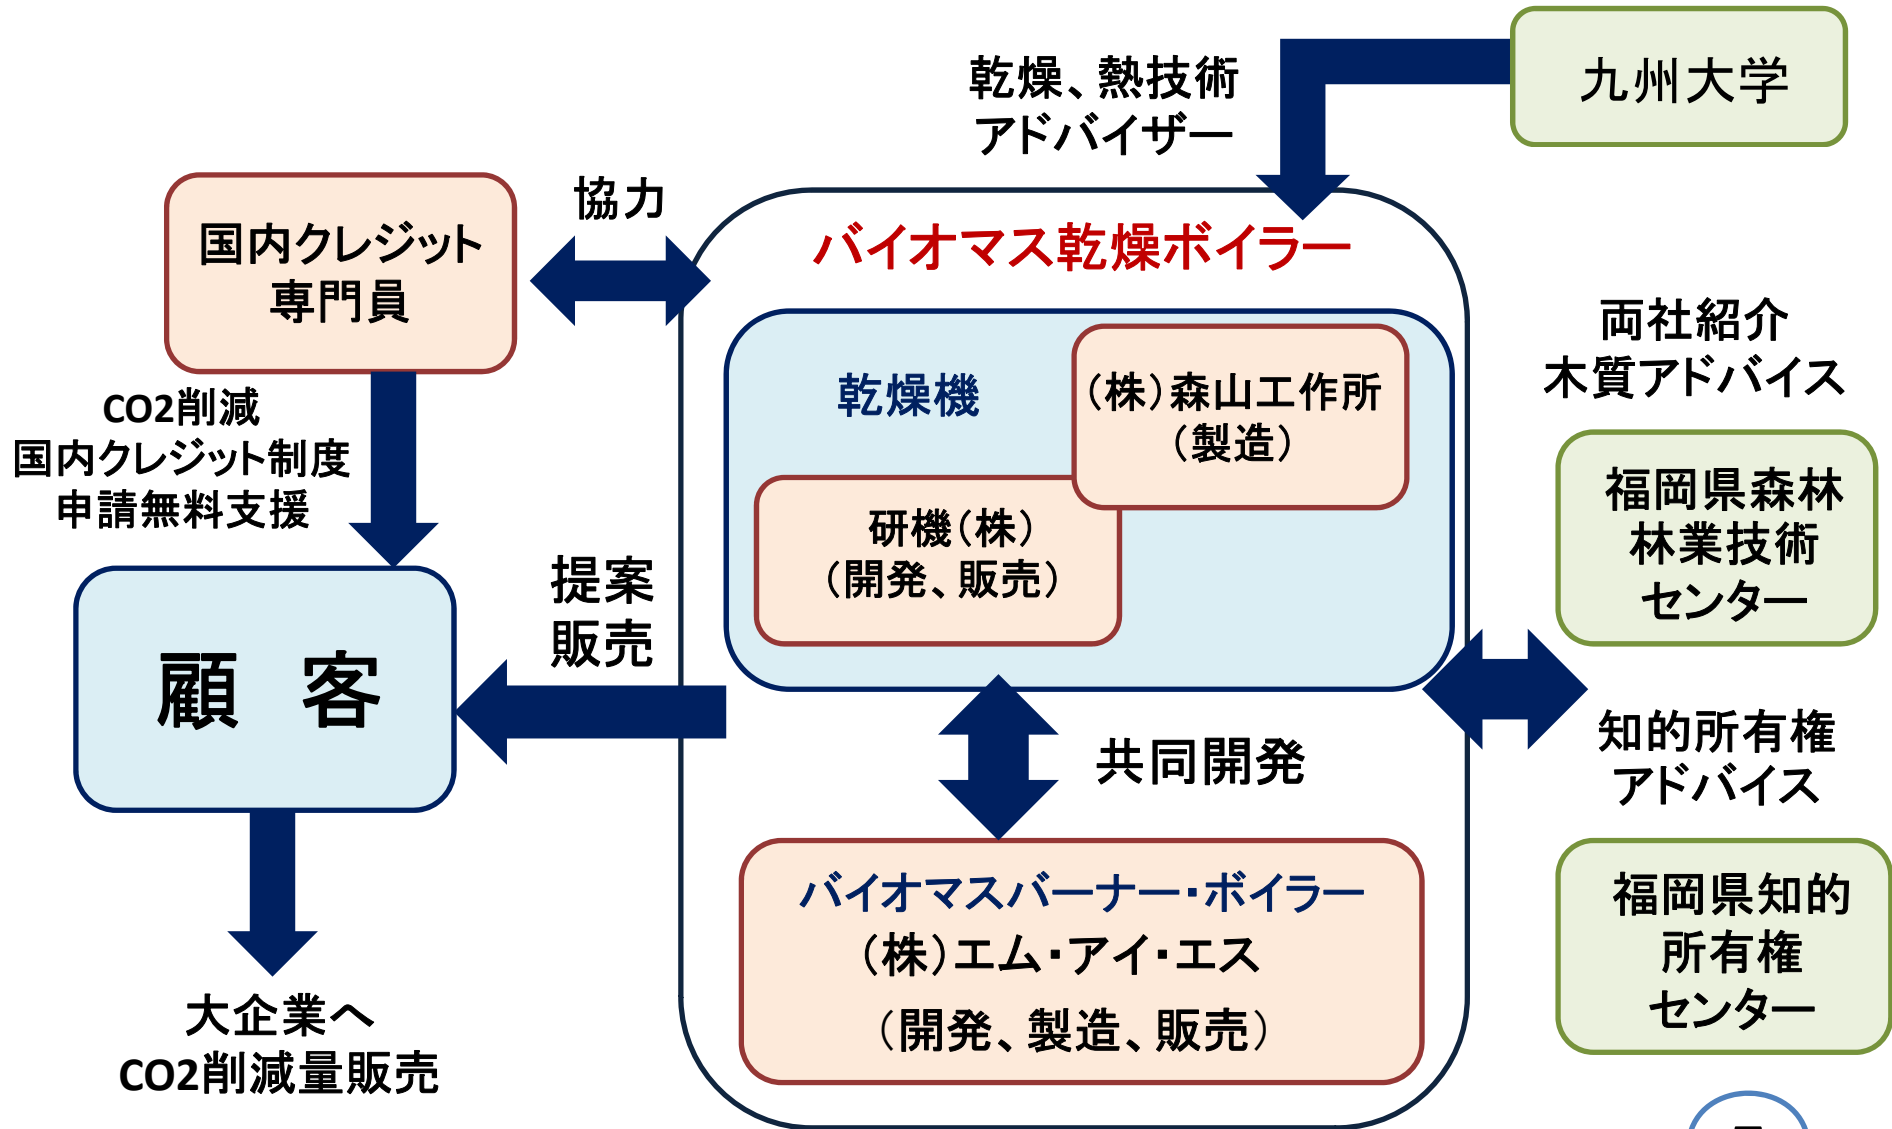 九州大学
乾燥、熱技術
アドバイザー
協力
国内クレジット
専門員
バイオマス乾燥ボイラー
両社紹介
木質アドバイス
乾燥機
（株）森山工作所
（製造）
CO2削減
国内クレジット制度
申請無料支援
研機（株）
（開発、販売）
福岡県森林
林業技術
センター
提案
販売
顧　客
共同開発
知的所有権
アドバイス
バイオマスバーナー・ボイラー
（株）エム・アイ・エス
（開発、製造、販売）
福岡県知的
所有権
センター
大企業へ
CO2削減量販売